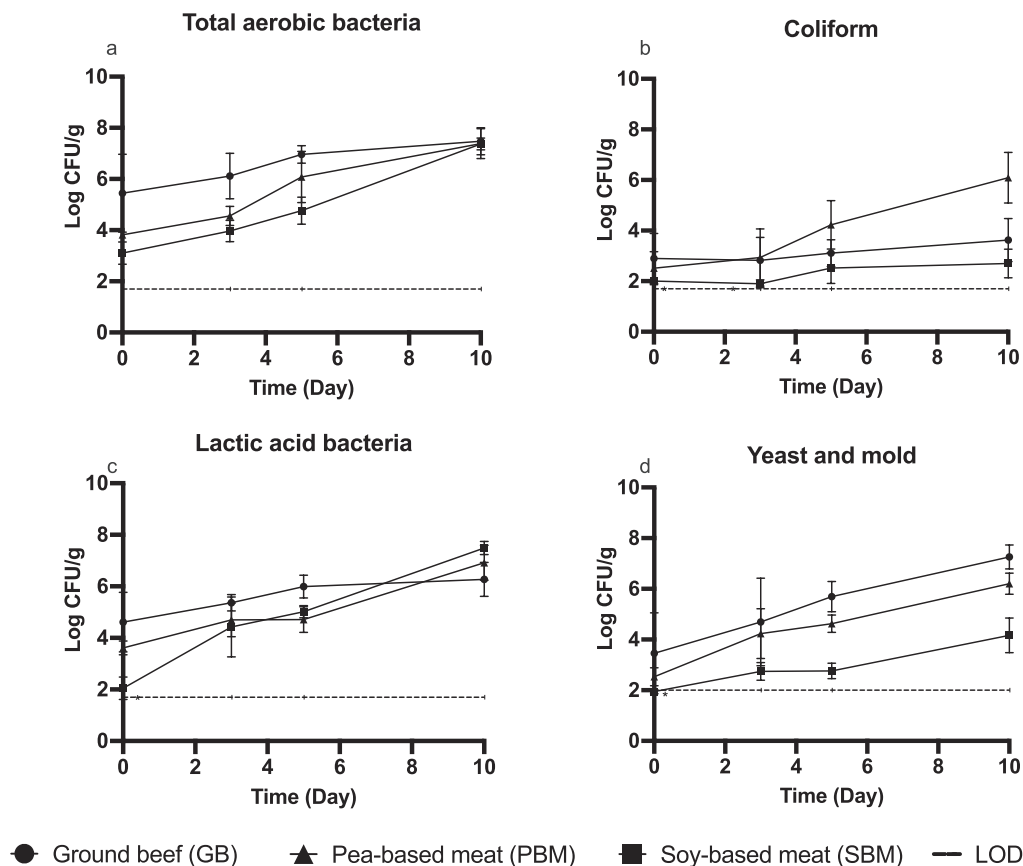 Total aerobic bacteria
a
10
8
6
4
2
0
Log CFU/g
0 2 4 6 8 10
Time (Day)
Coliform
b
10
8
6
4
2
0
Log CFU/g
* *
0 2 4 6 8 10
Time (Day)
Lactic acid bacteria
c
10
8
6
4
2
0
Log CFU/g
*
0 2 4 6 8 10
Time (Day)
Yeast and mold
d
10
8
6
4
2
0
Log CFU/g
*
0 2 4 6 8 10
Time (Day)
Ground beef (GB) Pea-based meat (PBM) Soy-based meat (SBM) LOD